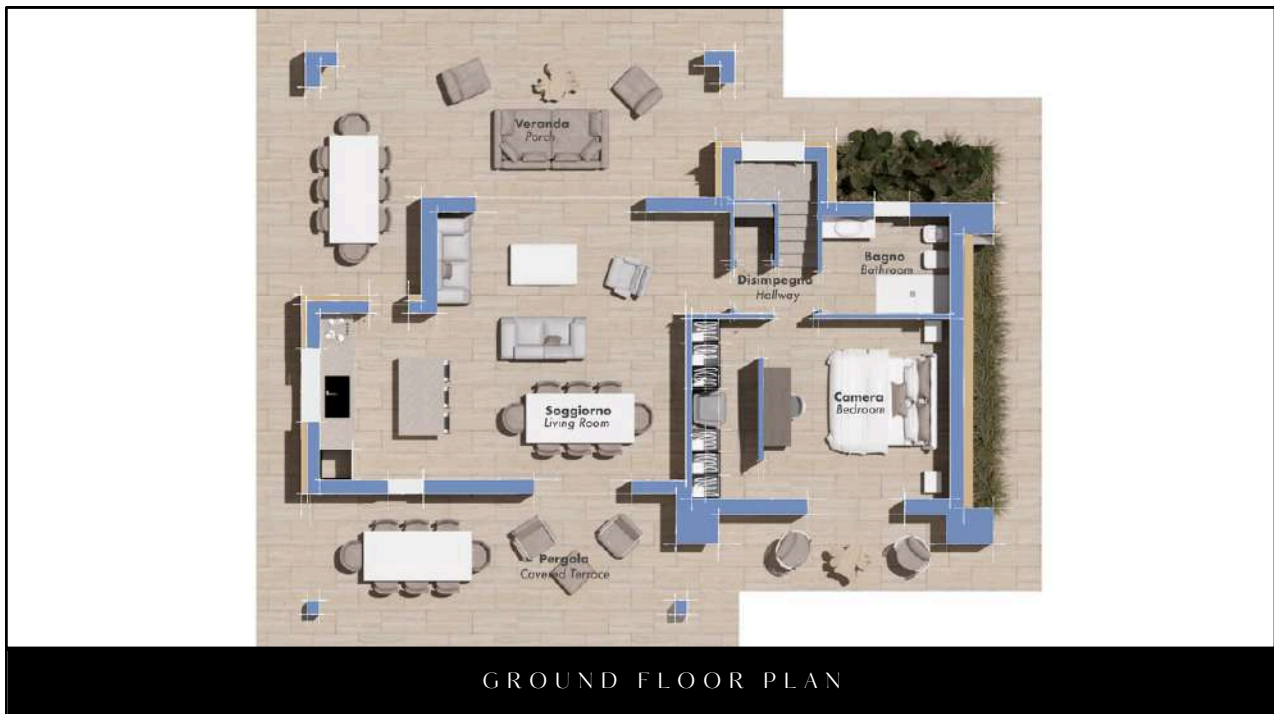 Veranda
Porch
Bagno
Bathroom
Disimpegno
Hallway
Camera
Bedroom
Soggiorno
Living Room
Pergola
Covered Terrace
GROUND FLOOR PLAN